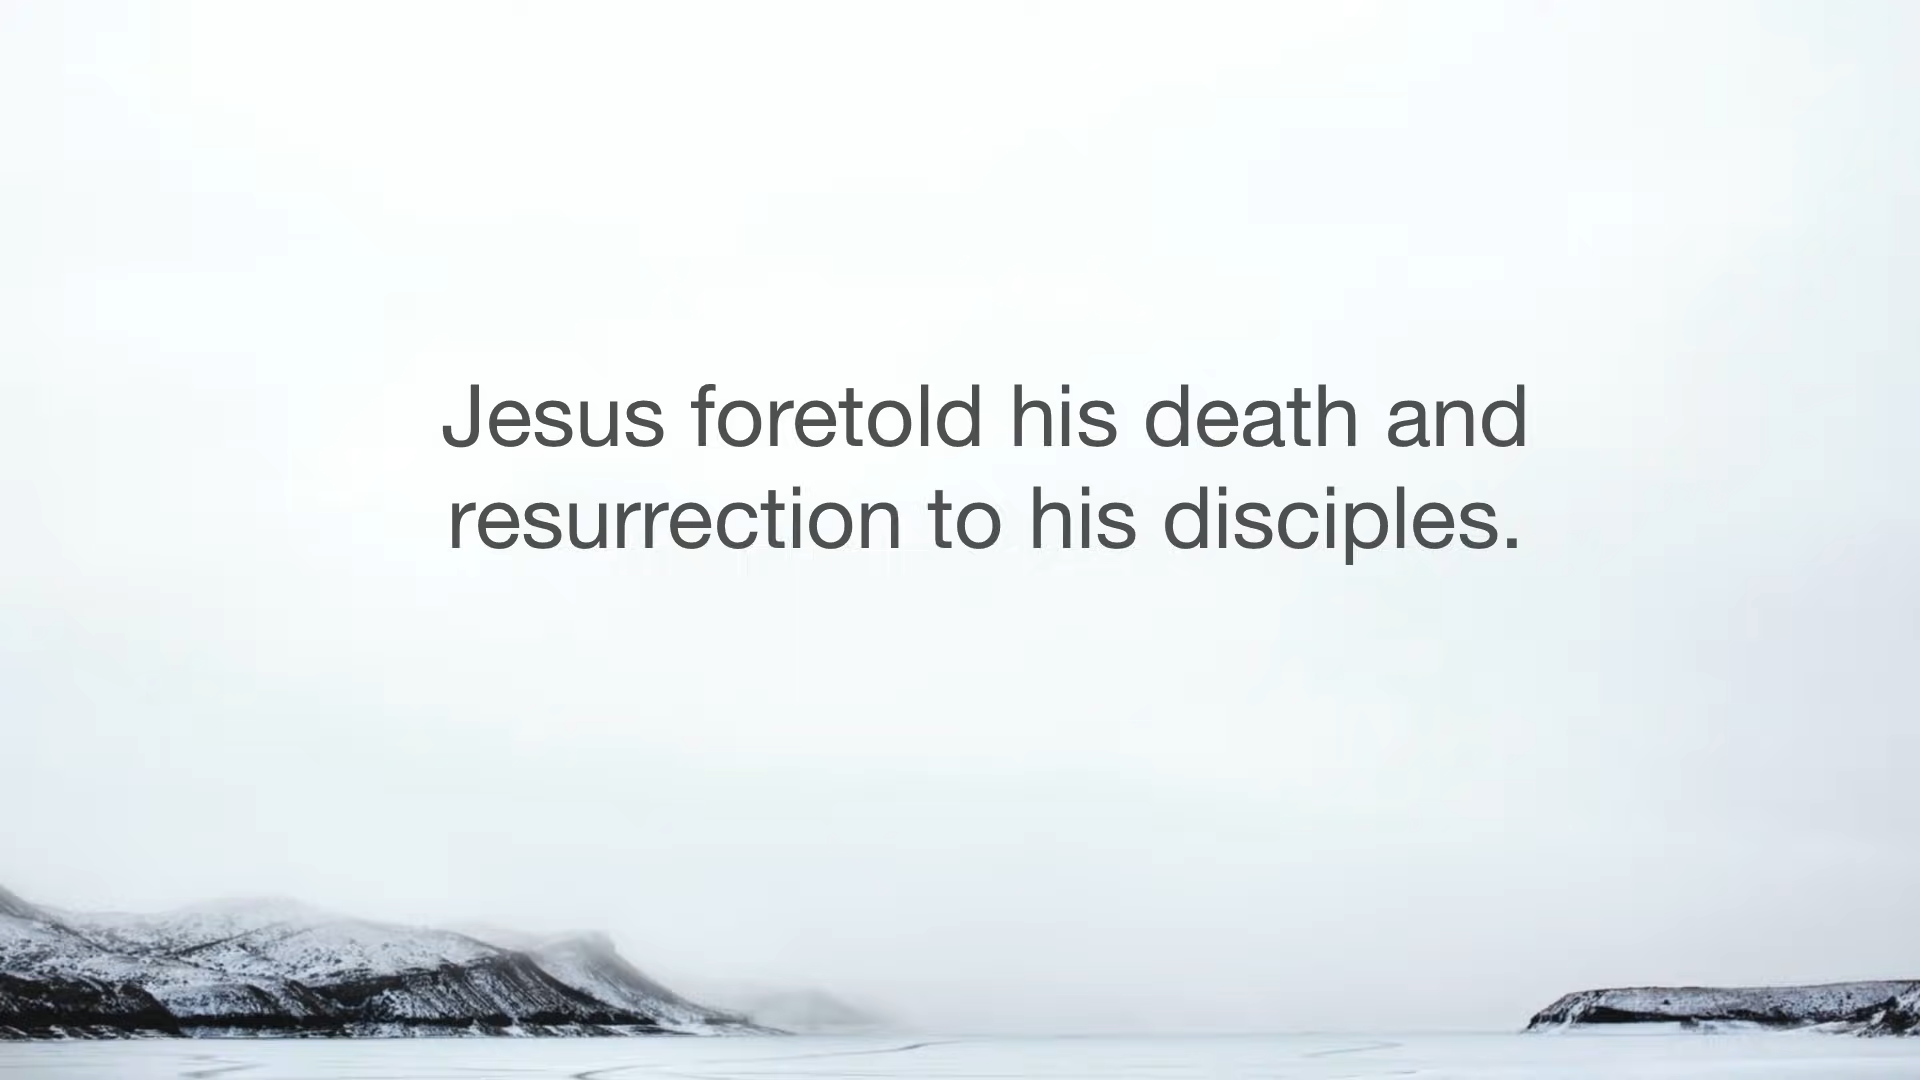 Jesus foretold his death and
resurrection to his disciples.